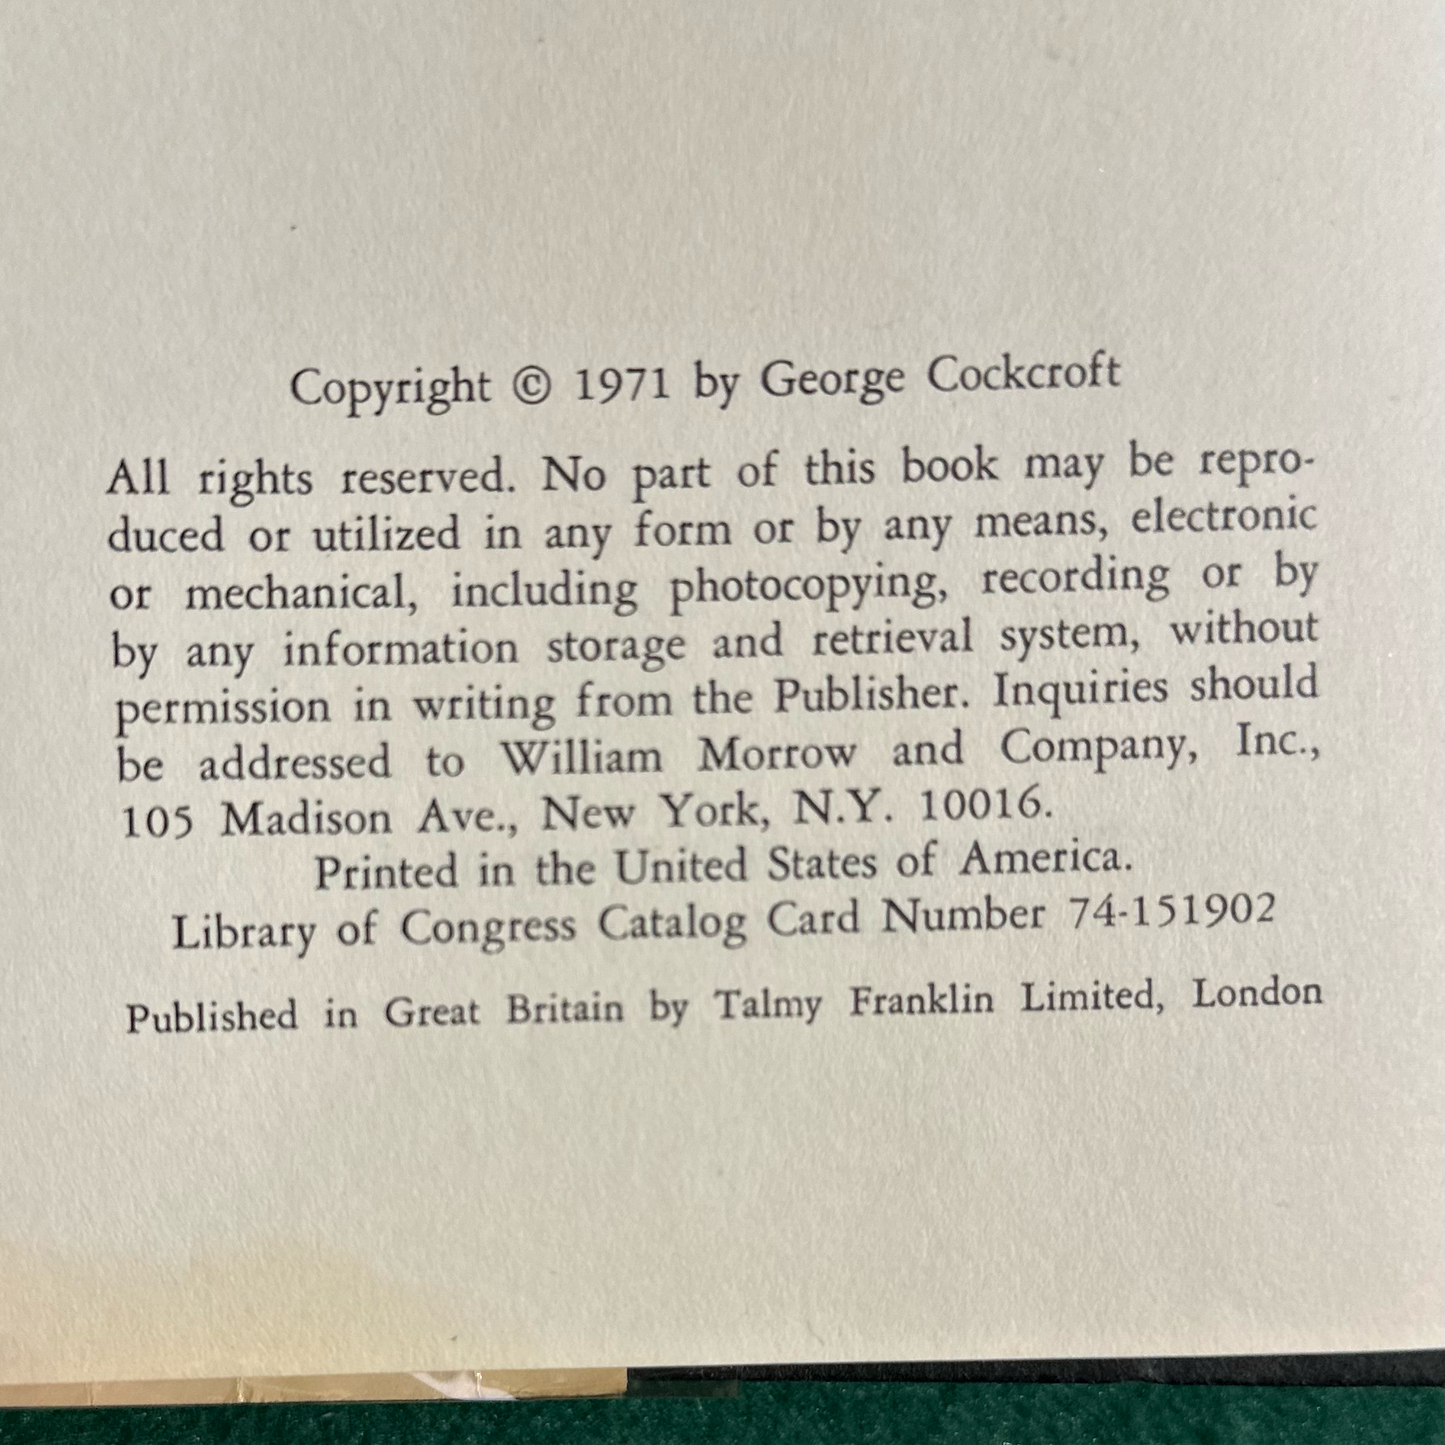 Copyright © 1971 by George Cockcroft
All rights reserved. No part of this book may be repro-
duced or utilized in any form or by any means, electronic
or mechanical, including photocopying, recording or by
by any information storage and retrieval system, without
permission in writing from the Publisher. Inquiries should
be addressed to William Morrow and Company, Inc.,
105 Madison Ave., New York, N.Y. 10016.
Printed in the United States of America.
Library of Congress Catalog Card Number 74-151902
Published in Great Britain by Talmy Franklin Limited, London